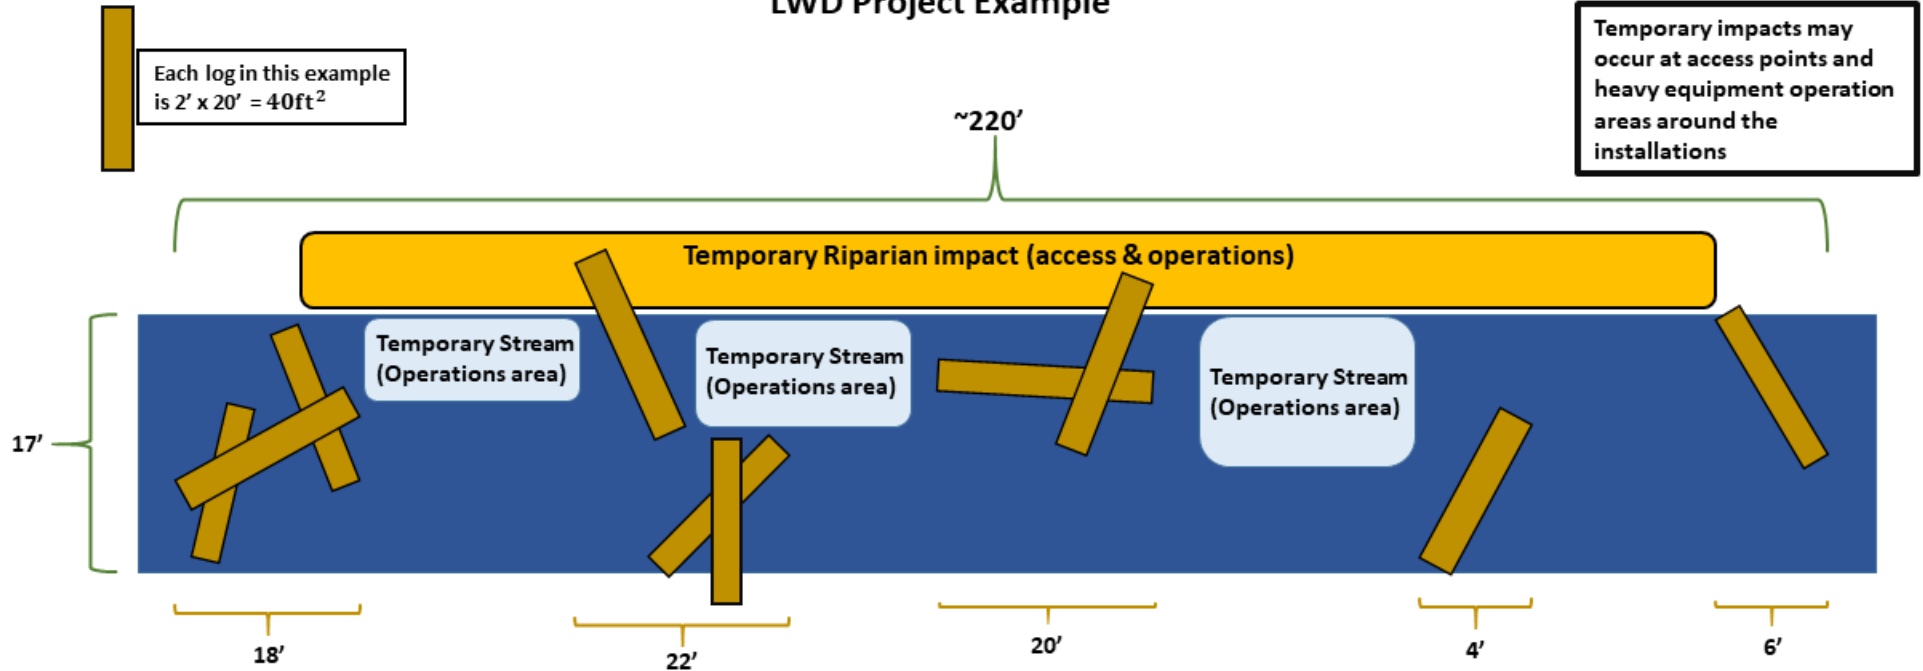 LWD Project Example
Each log in this example
is 2' x 20' = 40ft²
Temporary impacts may
occur at access points and
heavy equipment operation
areas around the
installations
~220'
Temporary Riparian impact (access & operations)
Temporary Stream
(Operations area)
Temporary Stream
(Operations area)
Temporary Stream
(Operations area)
17'
18'
22'
20'
4'
6'